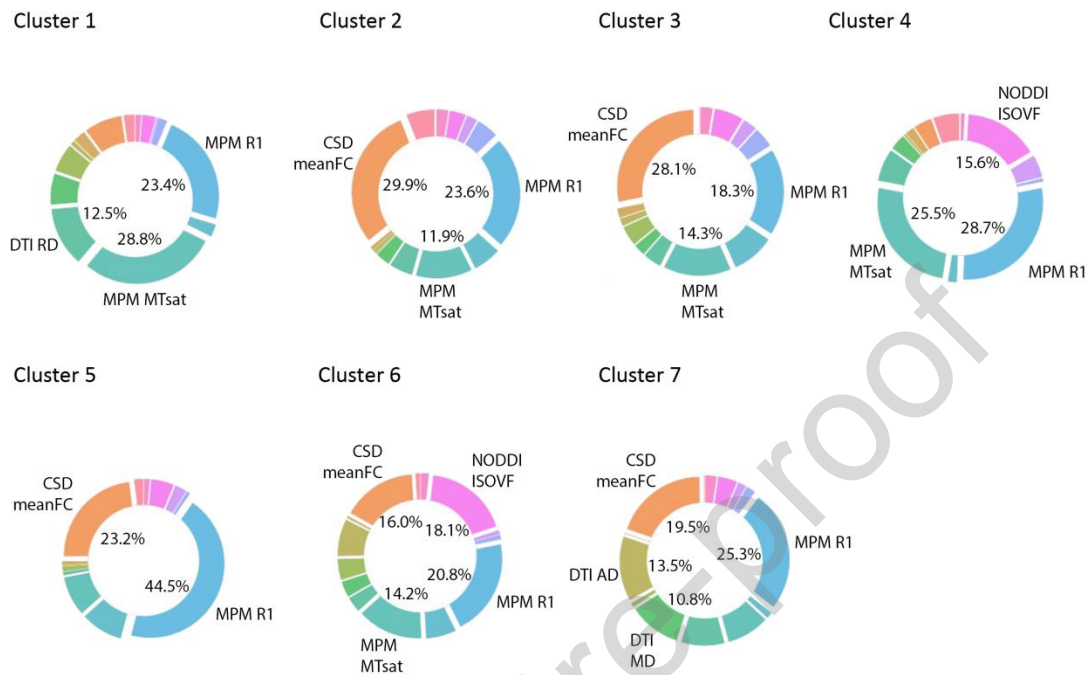 Cluster 1
MPM R1
23.4%
12.5%
28.8%
DTI RD
MPM MTsat
Cluster 2
CSD
meanFC
29.9%
23.6%
MPM R1
11.9%
MPM
MTsat
Cluster 3
CSD
meanFC
28.1%
18.3%
MPM R1
14.3%
MPM
MTsat
Cluster 4
NODDI
ISOVF
15.6%
25.5%
28.7%
MPM
MTsat
MPM R1
Cluster 5
CSD
meanFC
23.2%
44.5%
MPM R1
Cluster 6
CSD
meanFC
NODDI
ISOVF
16.0%
18.1%
20.8%
MPM R1
14.2%
MPM
MTsat
Cluster 7
CSD
meanFC
19.5%
25.3%
MPM R1
DTI AD
13.5%
10.8%
DTI
MD
re-proof